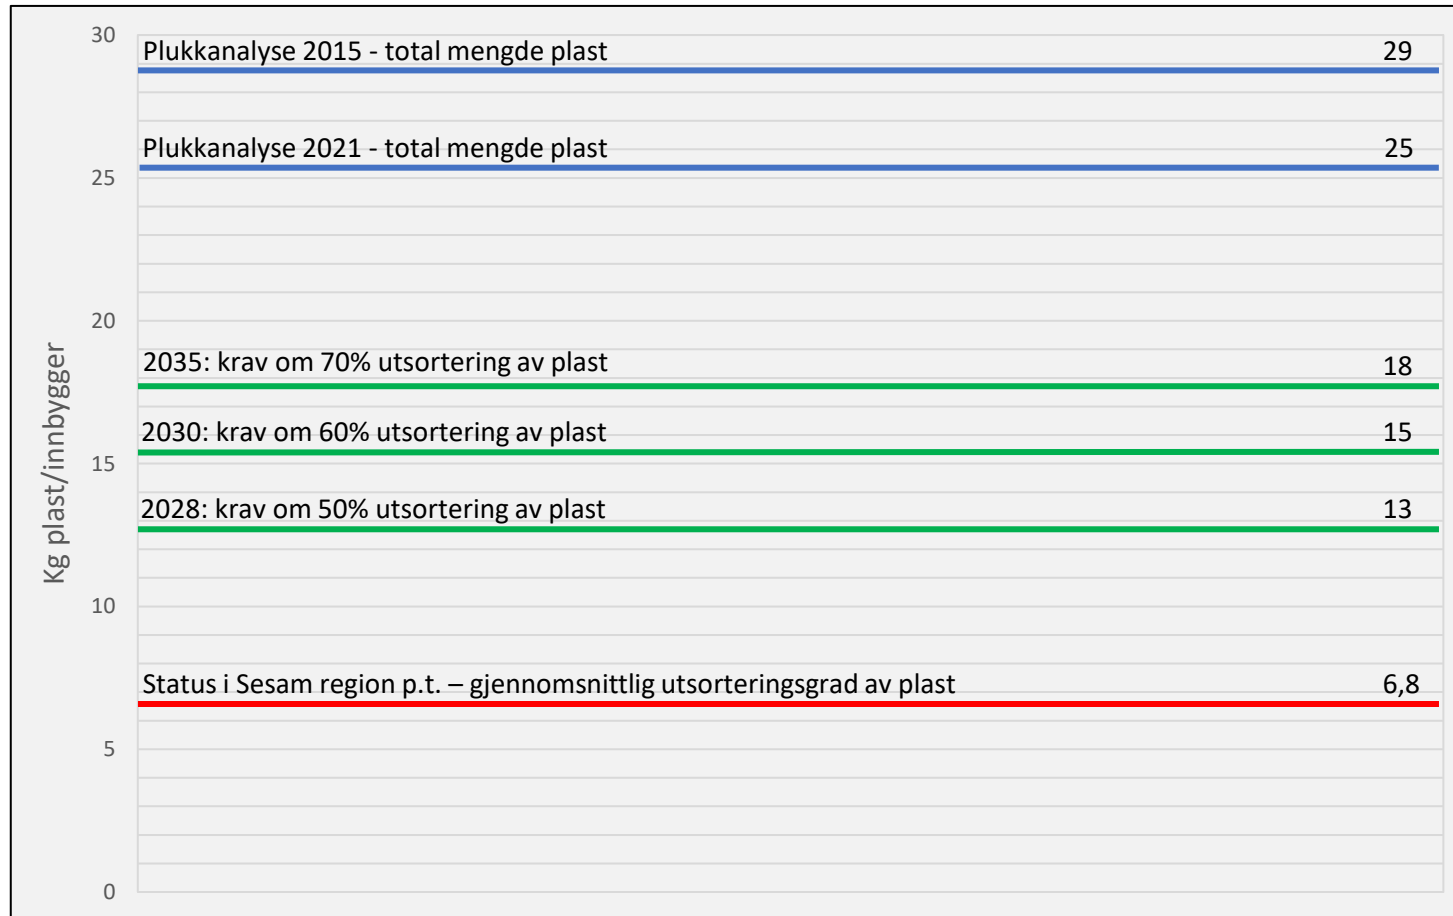 30
Plukkanalyse 2015 - total mengde plast 29
Plukkanalyse 2021 - total mengde plast 25
25
20
2035: krav om 70% utsortering av plast 18
2030: krav om 60% utsortering av plast 15
15
2028: krav om 50% utsortering av plast 13
Kg plast/innbygger
10
Status i Sesam region p.t. – gjennomsnittlig utsorteringsgrad av plast 6,8
5
0